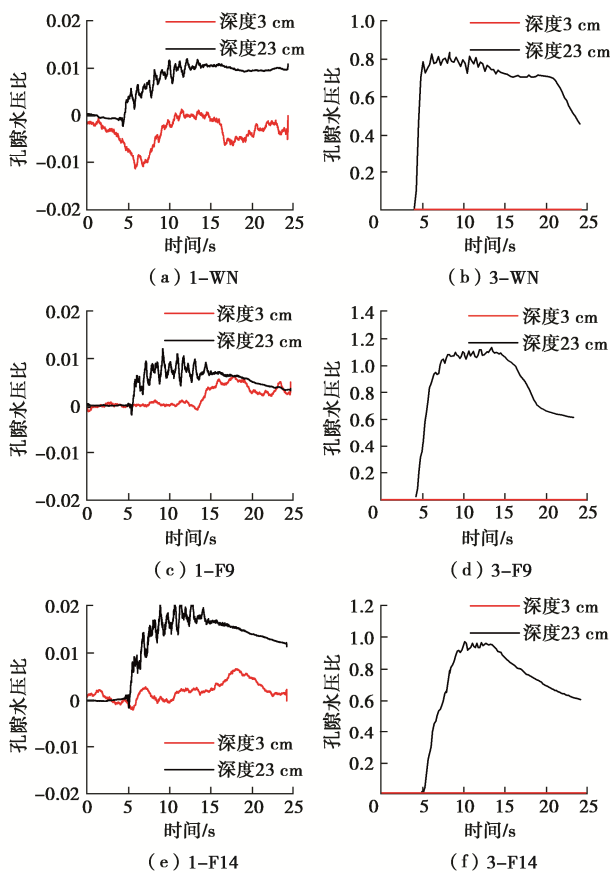 0.02
0.01
0
-0.01
-0.02
孔隙水压比
深度3 cm
深度23 cm
0 5 10 15 20 25
时间/s
(a) 1-WN
1.0
0.8
0.6
0.4
0.2
孔隙水压比
深度3 cm
深度23 cm
0 5 10 15 20 25
时间/s
(b) 3-WN
0.02
0.01
0
-0.01
-0.02
孔隙水压比
深度3 cm
深度23 cm
0 5 10 15 20 25
时间/s
(c) 1-F9
1.4
1.2
1.0
0.8
0.6
0.4
0.2
孔隙水压比
深度3 cm
深度23 cm
0 5 10 15 20 25
时间/s
(d) 3-F9
0.02
0.01
0
-0.01
-0.02
孔隙水压比
深度3 cm
深度23 cm
0 5 10 15 20 25
时间/s
(e) 1-F14
1.2
1.0
0.8
0.6
0.4
0.2
孔隙水压比
深度3 cm
深度23 cm
0 5 10 15 20 25
时间/s
(f) 3-F14